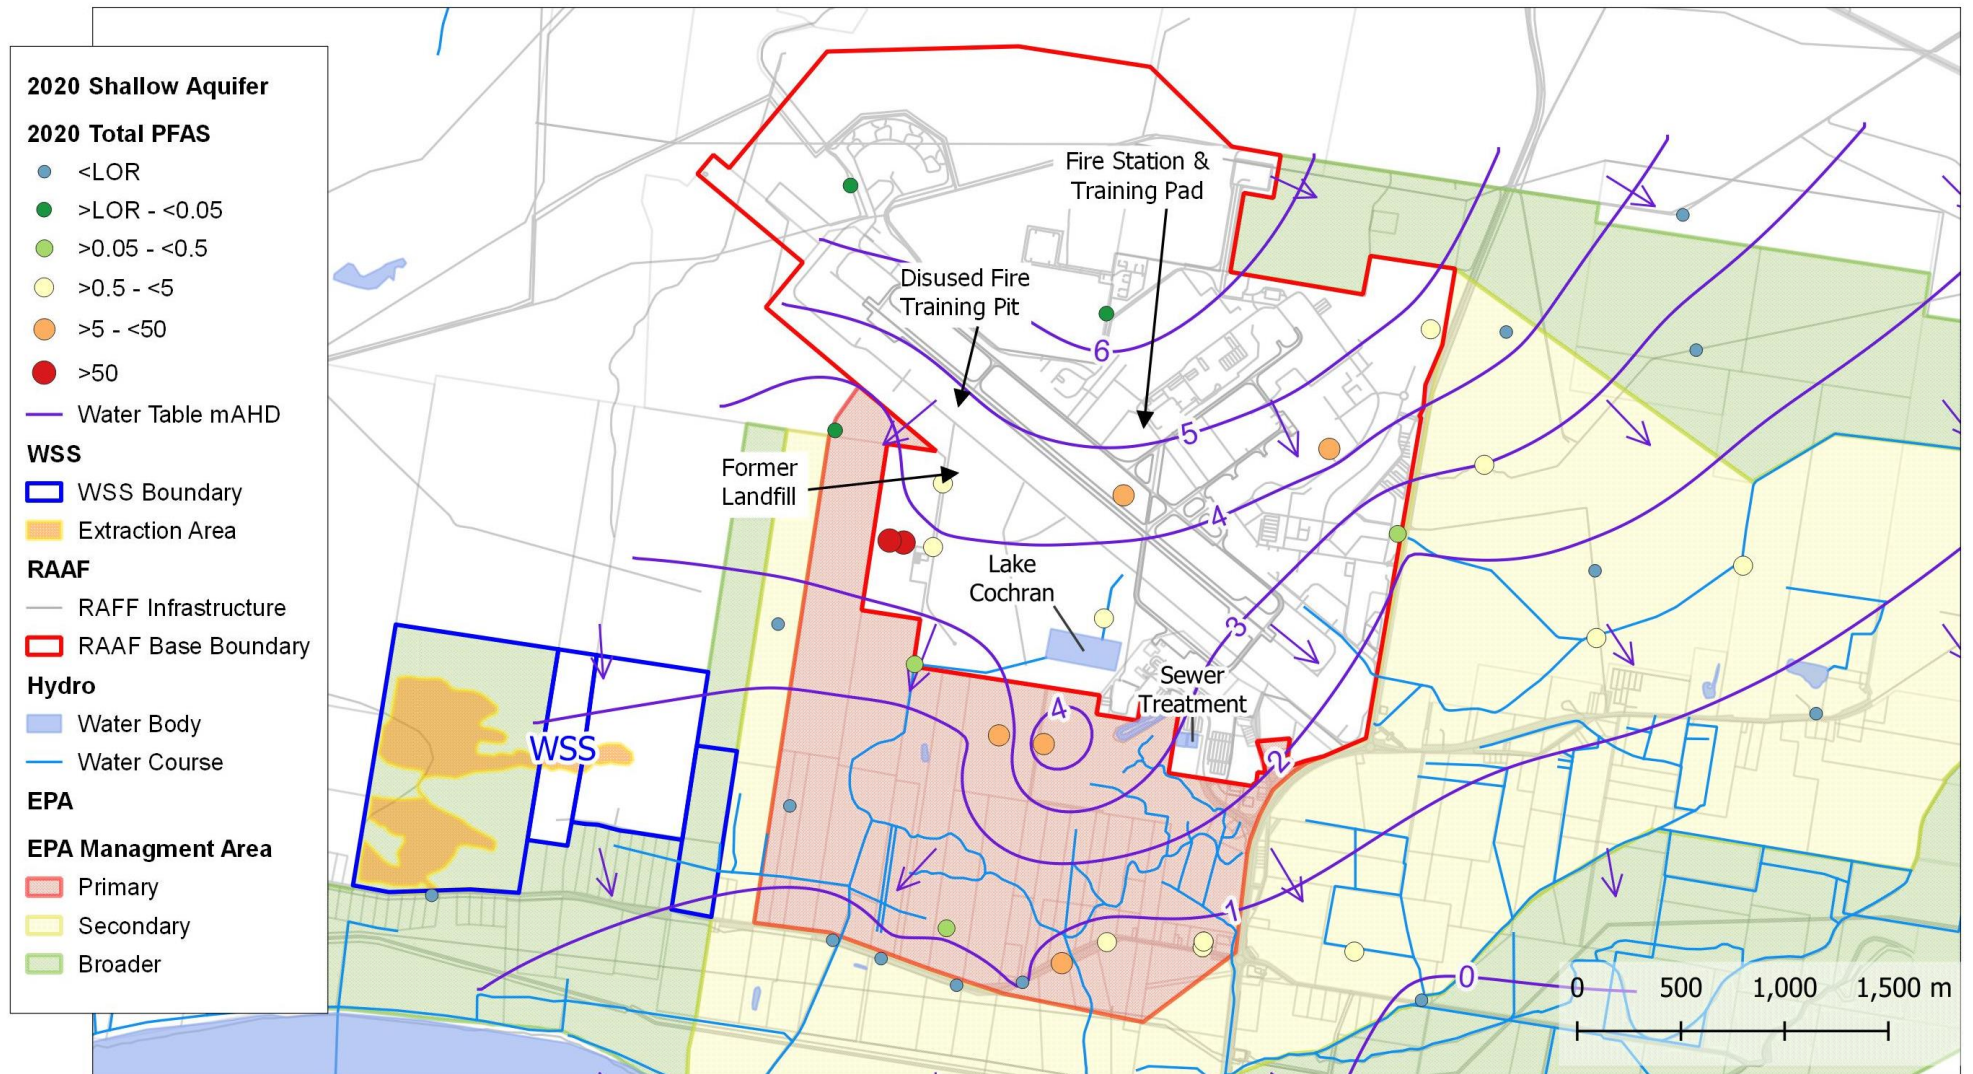 2020 Shallow Aquifer
2020 Total PFAS
<LOR
>LOR - <0.05
>0.05 - <0.5
>0.5 - <5
>5 - <50
>50
Water Table mAHD
WSS
WSS Boundary
Extraction Area
RAAF
RAFF Infrastructure
RAAF Base Boundary
Hydro
Water Body
Water Course
EPA
EPA Managment Area
Primary
Secondary
Broader
Fire Station &
Training Pad
Disused Fire
Training Pit
6
5
Former
Landfill
4
Lake
Cochran
3
Sewer
Treatment
4
WSS
2
1
0
0 500 1,000 1,500 m